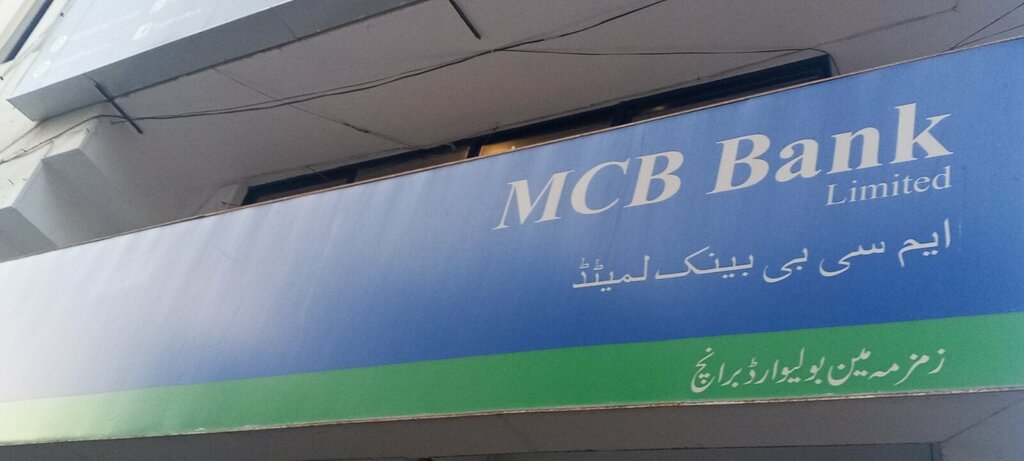 MCB Bank
Limited
ایم سی بی بینک لمیٹڈ
زمزمہ مین بولیوارڈ برانچ